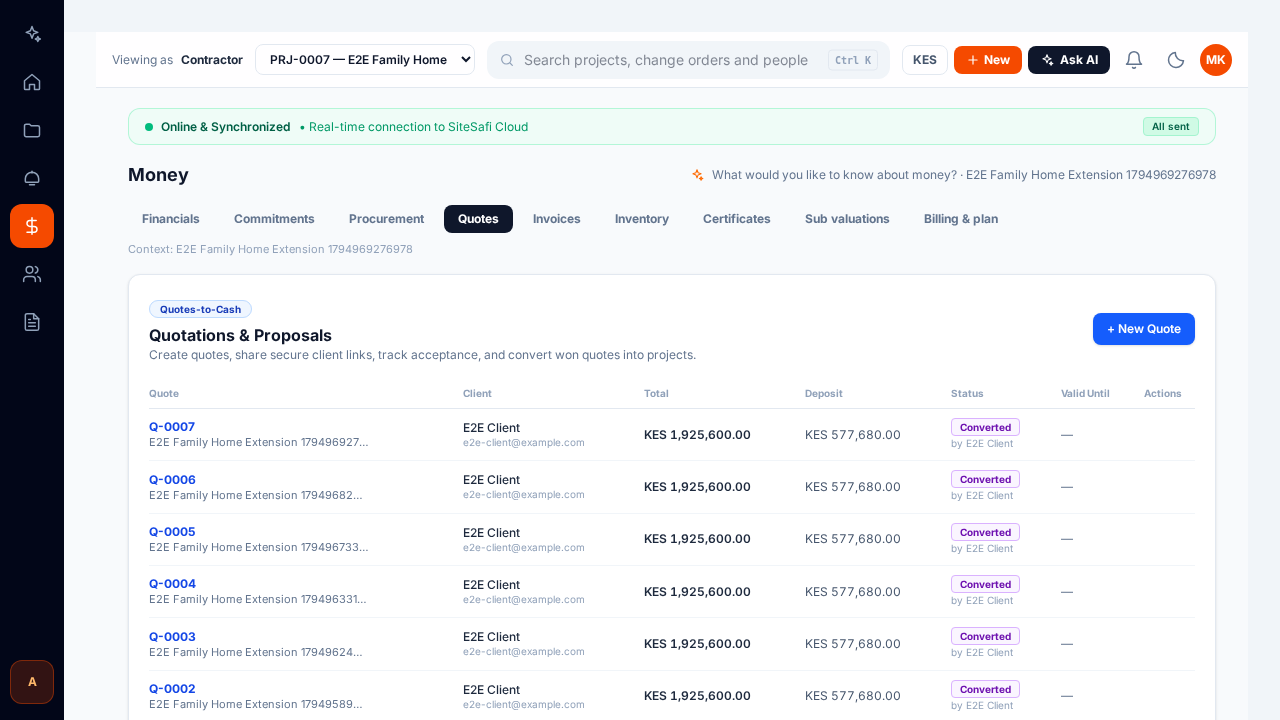 Viewing as Contractor PRJ-0007 — E2E Family Home Search projects, change orders and people Ctrl K KES + New Ask AI MK
Online & Synchronized • Real-time connection to SiteSafi Cloud All sent
Money What would you like to know about money? · E2E Family Home Extension 1794969276978
Financials Commitments Procurement Quotes Invoices Inventory Certificates Sub valuations Billing & plan
Context: E2E Family Home Extension 1794969276978
Quotes-to-Cash
Quotations & Proposals
+ New Quote
Create quotes, share secure client links, track acceptance, and convert won quotes into projects.
Quote Client Total Deposit Status Valid Until Actions
Q-0007 E2E Client KES 1,925,600.00 KES 577,680.00 Converted —
E2E Family Home Extension 179496927... e2e-client@example.com by E2E Client
Q-0006 E2E Client KES 1,925,600.00 KES 577,680.00 Converted —
E2E Family Home Extension 17949682... e2e-client@example.com by E2E Client
Q-0005 E2E Client KES 1,925,600.00 KES 577,680.00 Converted —
E2E Family Home Extension 179496733... e2e-client@example.com by E2E Client
Q-0004 E2E Client KES 1,925,600.00 KES 577,680.00 Converted —
E2E Family Home Extension 179496331... e2e-client@example.com by E2E Client
Q-0003 E2E Client KES 1,925,600.00 KES 577,680.00 Converted —
E2E Family Home Extension 17949624... e2e-client@example.com by E2E Client
Q-0002 E2E Client KES 1,925,600.00 KES 577,680.00 Converted —
E2E Family Home Extension 17949589... e2e-client@example.com by E2E Client
A